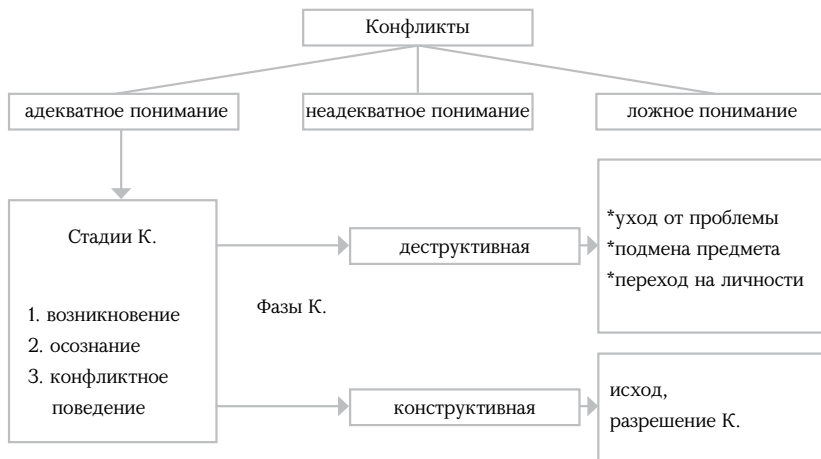 Конфликты
адекватное понимание
неадекватное понимание
ложное понимание
Стадии К.
1. возникновение
2. осознание
3. конфликтное
поведение
Фазы К.
деструктивная
*уход от проблемы
*подмена предмета
*переход на личности
конструктивная
исход,
разрешение К.